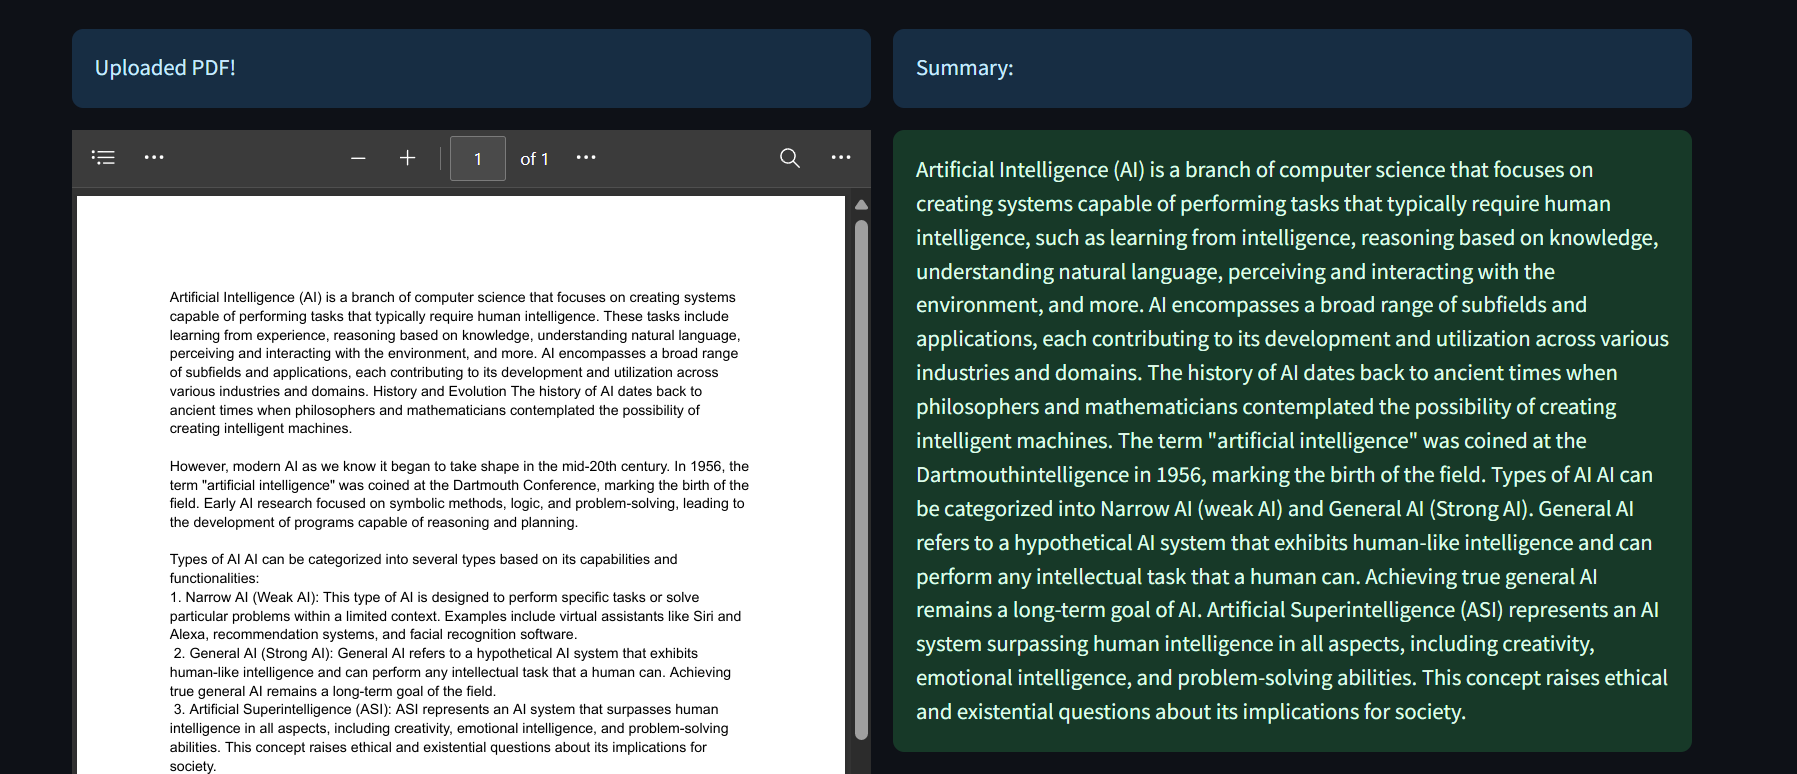 Uploaded PDF!
1 of 1
Artificial Intelligence (AI) is a branch of computer science that focuses on creating systems
capable of performing tasks that typically require human intelligence. These tasks include
learning from experience, reasoning based on knowledge, understanding natural language,
perceiving and interacting with the environment, and more. AI encompasses a broad range
of subfields and applications, each contributing to its development and utilization across
various industries and domains. History and Evolution The history of AI dates back to
ancient times when philosophers and mathematicians contemplated the possibility of
creating intelligent machines.
However, modern AI as we know it began to take shape in the mid-20th century. In 1956, the
term "artificial intelligence" was coined at the Dartmouth Conference, marking the birth of the
field. Early AI research focused on symbolic methods, logic, and problem-solving, leading to
the development of programs capable of reasoning and planning.
Types of AI AI can be categorized into several types based on its capabilities and
functionalities:
1. Narrow AI (Weak AI): This type of AI is designed to perform specific tasks or solve
particular problems within a limited context. Examples include virtual assistants like Siri and
Alexa, recommendation systems, and facial recognition software.
2. General AI (Strong AI): General AI refers to a hypothetical AI system that exhibits
human-like intelligence and can perform any intellectual task that a human can. Achieving
true general AI remains a long-term goal of the field.
3. Artificial Superintelligence (ASI): ASI represents an AI system that surpasses human
intelligence in all aspects, including creativity, emotional intelligence, and problem-solving
abilities. This concept raises ethical and existential questions about its implications for
society.
Summary:
Artificial Intelligence (AI) is a branch of computer science that focuses on
creating systems capable of performing tasks that typically require human
intelligence, such as learning from intelligence, reasoning based on knowledge,
understanding natural language, perceiving and interacting with the
environment, and more. AI encompasses a broad range of subfields and
applications, each contributing to its development and utilization across various
industries and domains. The history of AI dates back to ancient times when
philosophers and mathematicians contemplated the possibility of creating
intelligent machines. The term "artificial intelligence" was coined at the
Dartmouthintelligence in 1956, marking the birth of the field. Types of AI AI can
be categorized into Narrow AI (weak AI) and General AI (Strong AI). General AI
refers to a hypothetical AI system that exhibits human-like intelligence and can
perform any intellectual task that a human can. Achieving true general AI
remains a long-term goal of AI. Artificial Superintelligence (ASI) represents an AI
system surpassing human intelligence in all aspects, including creativity,
emotional intelligence, and problem-solving abilities. This concept raises ethical
and existential questions about its implications for society.